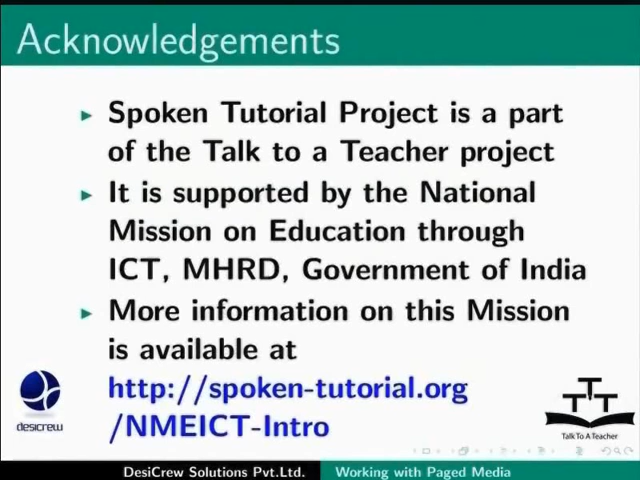 Acknowledgements
Spoken Tutorial Project is a part
of the Talk to a Teacher project
It is supported by the National
Mission on Education through
ICT, MHRD, Government of India
More information on this Mission
is available at
http://spoken-tutorial.org
/NMEICT-Intro
desicrew
TTT
Talk To A Teacher
DesiCrew Solutions Pvt.Ltd. Working with Paged Media